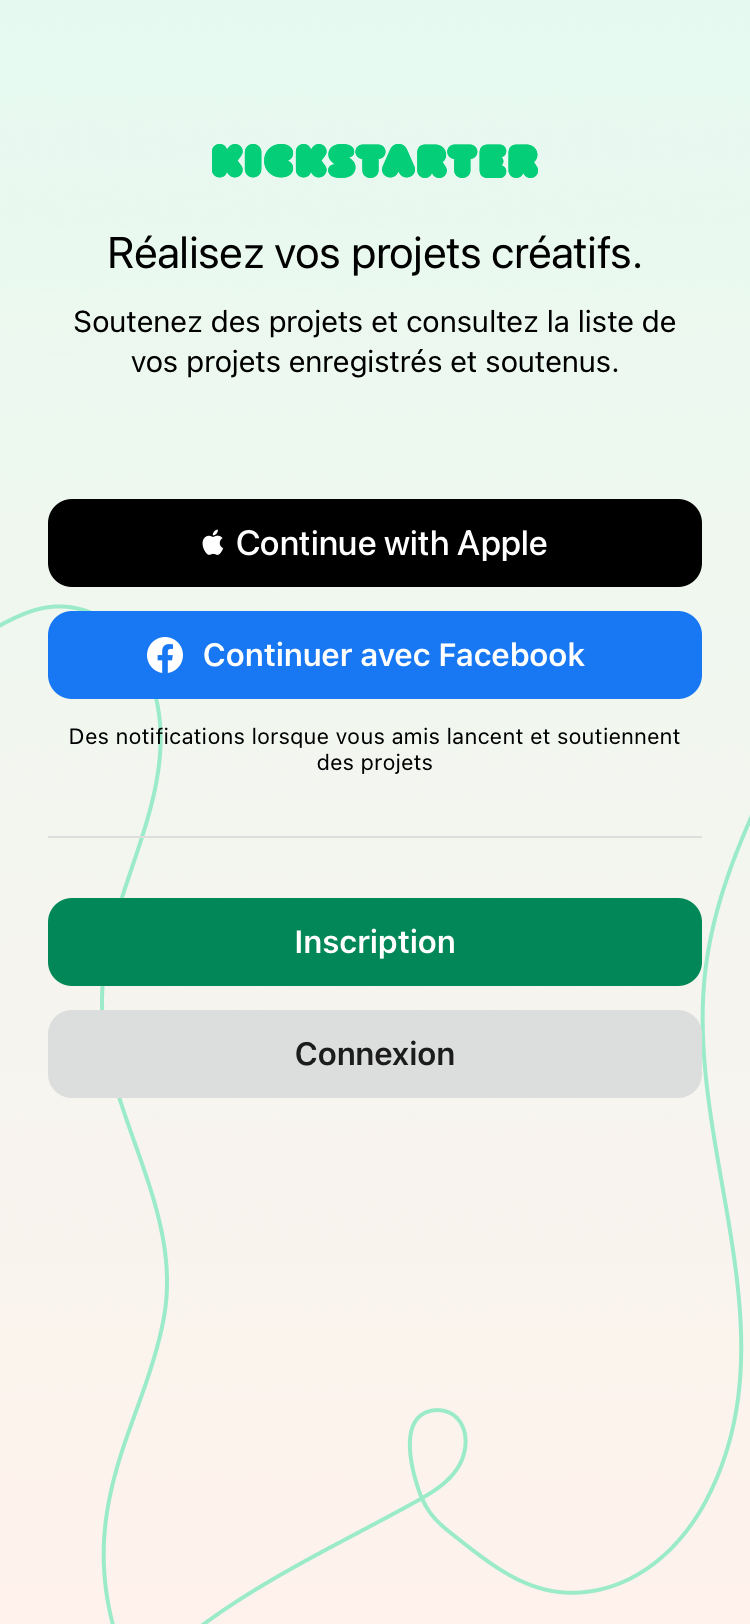 KICKSTARTER
Réalisez vos projets créatifs.
Soutenez des projets et consultez la liste de
vos projets enregistrés et soutenus.
Continue with Apple
Continuer avec Facebook
Des notifications lorsque vous amis lancent et soutiennent
des projets
Inscription
Connexion